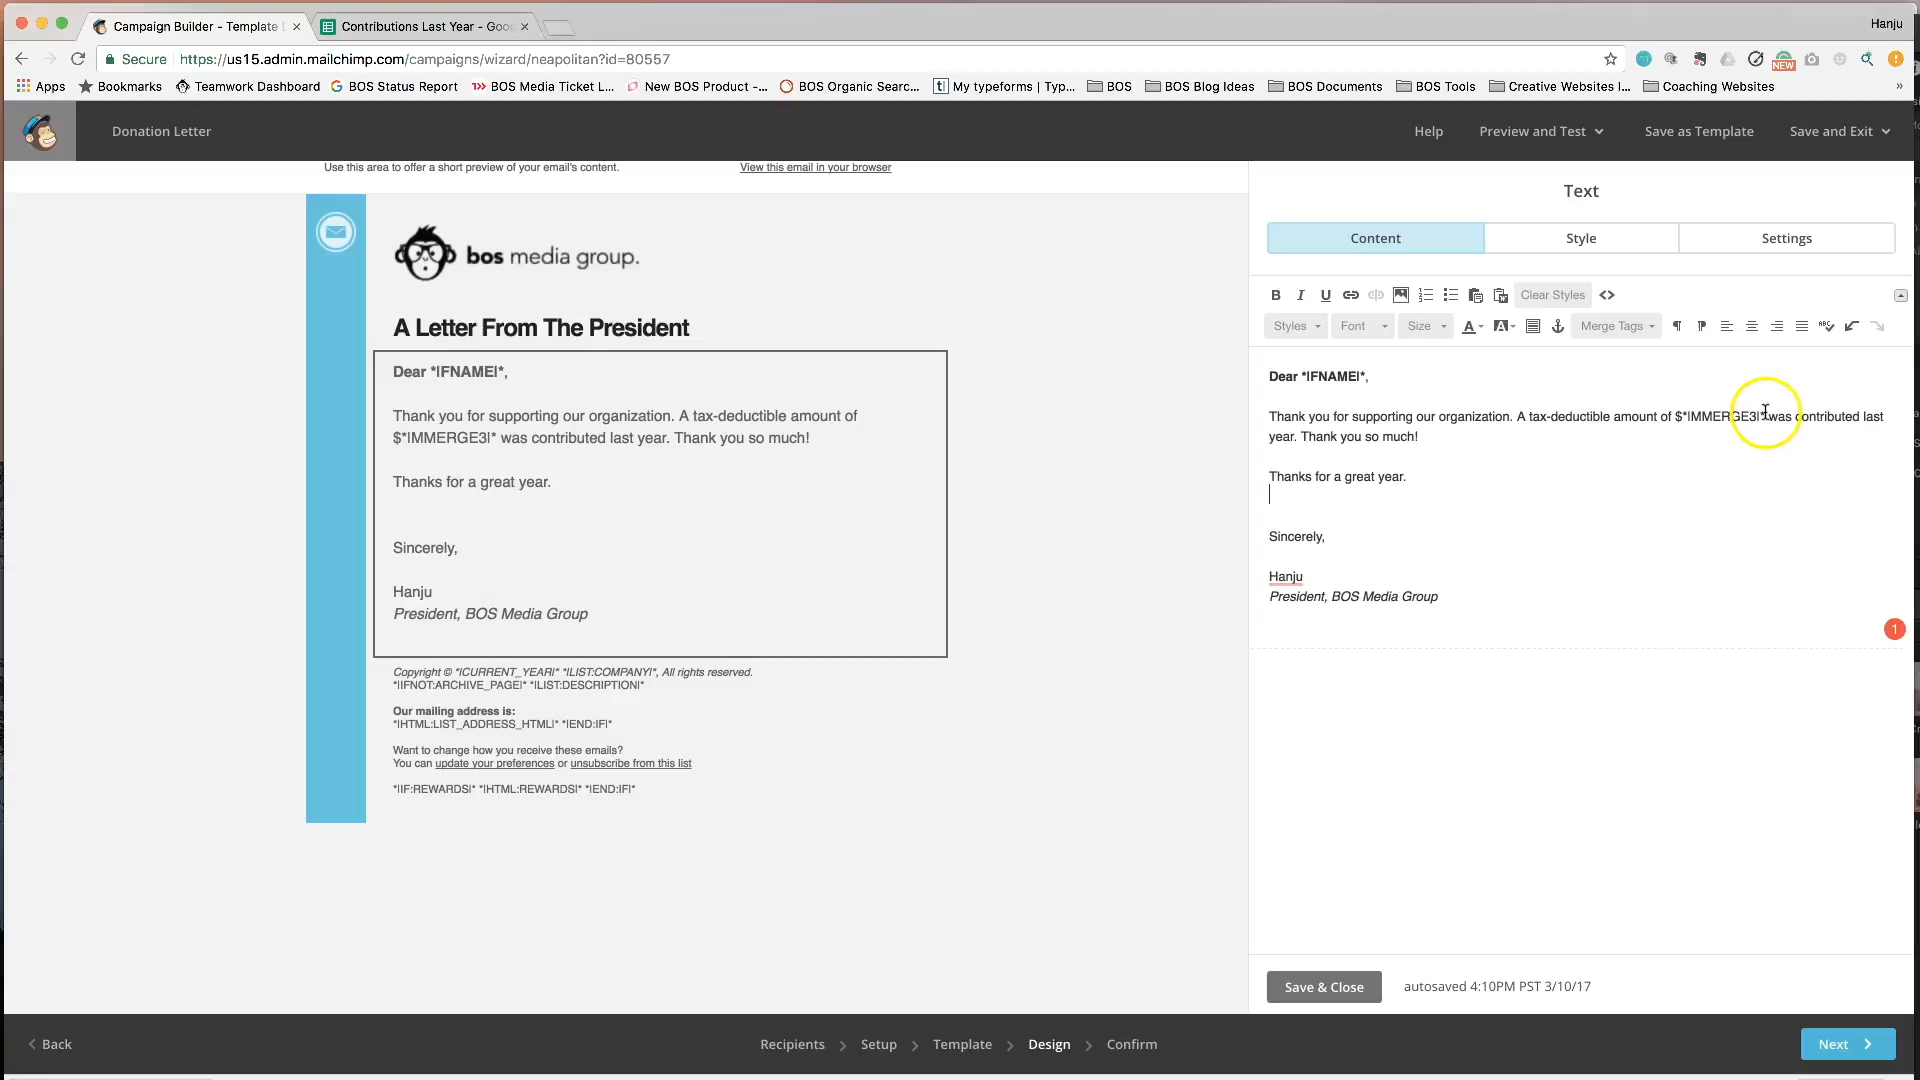 Campaign Builder - Template D
Contributions Last Year - Goo
Hanju
Secure
https://us15.admin.mailchimp.com/campaigns/wizard/neapolitan?id=80557
NEW
Apps
Bookmarks
Teamwork Dashboard
BOS Status Report
BOS Media Ticket L...
New BOS Product -...
BOS Organic Searc...
My typeforms | Typ...
BOS
BOS Blog Ideas
BOS Documents
BOS Tools
Creative Websites I...
Coaching Websites
»
Donation Letter
Help
Preview and Test
Save as Template
Save and Exit
Use this area to offer a short preview of your email's content.
View this email in your browser
bos media group.
A Letter From The President
Dear *|FNAME|*,
Thank you for supporting our organization. A tax-deductible amount of
$*|MMERGE3|* was contributed last year. Thank you so much!
Thanks for a great year.
Sincerely,
Hanju
President, BOS Media Group
Copyright © *|CURRENT_YEAR|* *|LIST:COMPANY|*, All rights reserved.
*|IFNOT:ARCHIVE_PAGE|* *|LIST:DESCRIPTION|*
Our mailing address is:
*|HTML:LIST_ADDRESS_HTML|* *|END:IF|*
Want to change how you receive these emails?
You can update your preferences or unsubscribe from this list
*|IF:REWARDS|* *|HTML:REWARDS|* *|END:IF|*
Text
Content
Style
Settings
B I U
Clear Styles
Styles
Font
Size
A
A
Merge Tags
ABC
Dear *|FNAME|*,
Thank you for supporting our organization. A tax-deductible amount of $*|MMERGE3|* was contributed last
year. Thank you so much!
Thanks for a great year.
Sincerely,
Hanju
President, BOS Media Group
1
Save & Close
autosaved 4:10PM PST 3/10/17
Back
Recipients
Setup
Template
Design
Confirm
Next